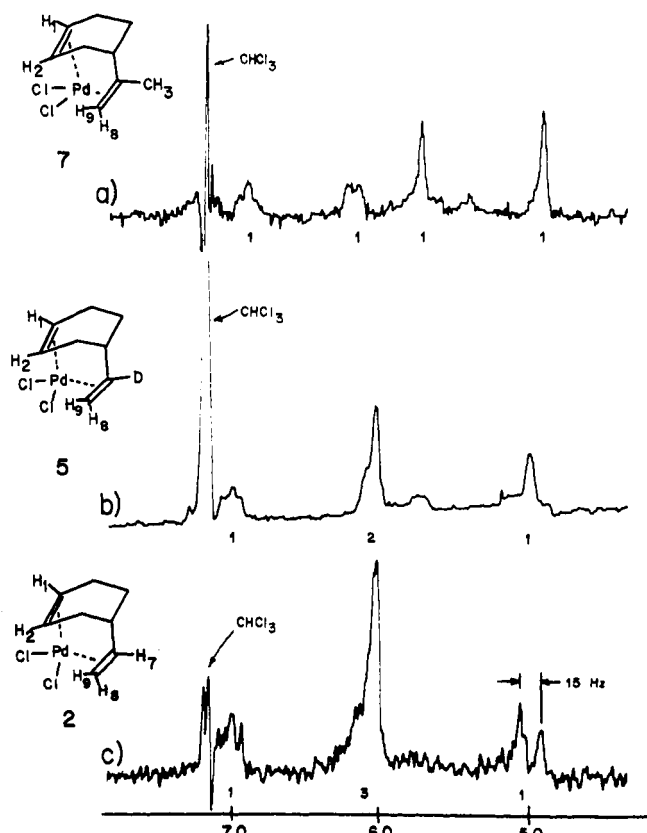 H1
H2
Cl
Pd
CH3
Cl
H9
H8
7
CHCl3
a)
1 1 1 1
H1
H2
Cl
Pd
D
Cl
H9
H8
5
CHCl3
b)
1 2 1
H1
H2
Cl
Pd
H7
Cl
H9
H8
2
CHCl3
15 Hz
c)
1 3 1
7.0 6.0 5.0